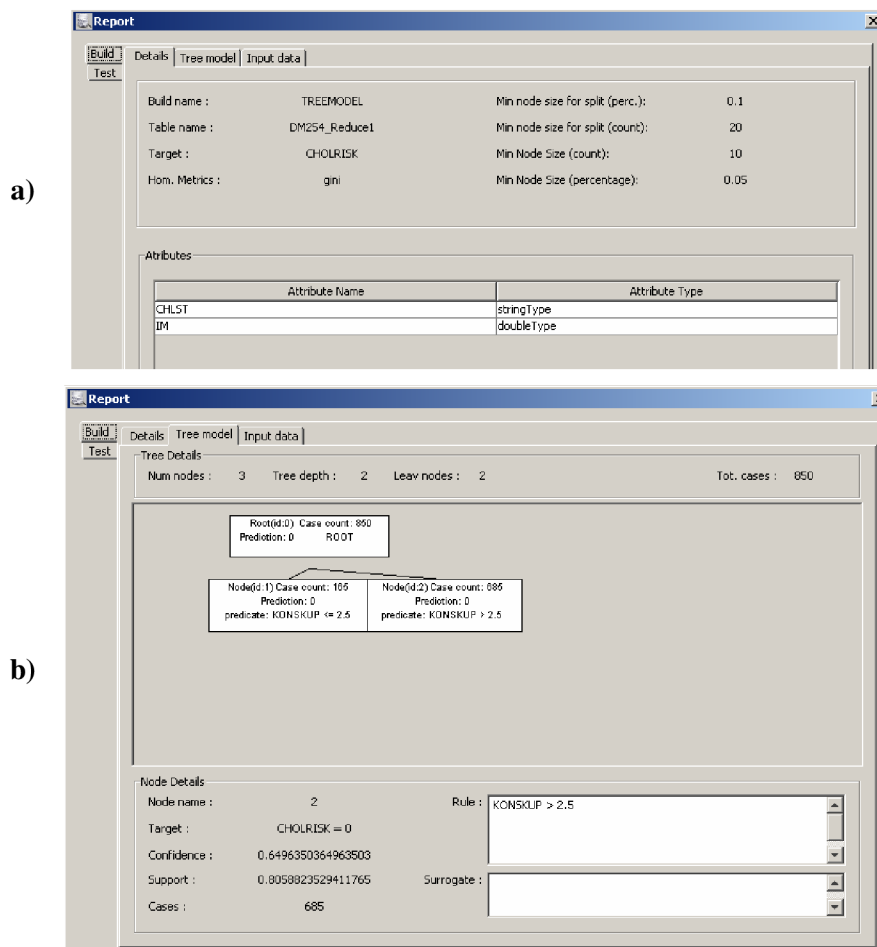 a)
Report
Build
Test
Details Tree model Input data
Build name : TREEMODEL Min node size for split (perc.): 0.1
Table name : DM254_Reduce1 Min node size for split (count): 20
Target : CHOLRISK Min Node Size (count): 10
Hom. Metrics : gini Min Node Size (percentage): 0.05
Atributes
Attribute Name Attribute Type
CHLST stringType
IM doubleType
b)
Report
Build
Test
Details Tree model Input data
Tree Details
Num nodes : 3 Tree depth : 2 Leav nodes : 2 Tot. cases : 850
Root(id:0) Case count: 850
Prediotion: 0 ROOT
Node(id:1) Case count: 165 Node(id:2) Case count: 685
Prediotion: 0 Prediotion: 0
predicate: KONSKUP <= 2.5 predicate: KONSKUP > 2.5
Node Details
Node name : 2 Rule : KONSKUP > 2.5
Target : CHOLRISK = 0
Confidence : 0.6496350364963503
Support : 0.8058823529411765 Surrogate :
Cases : 685